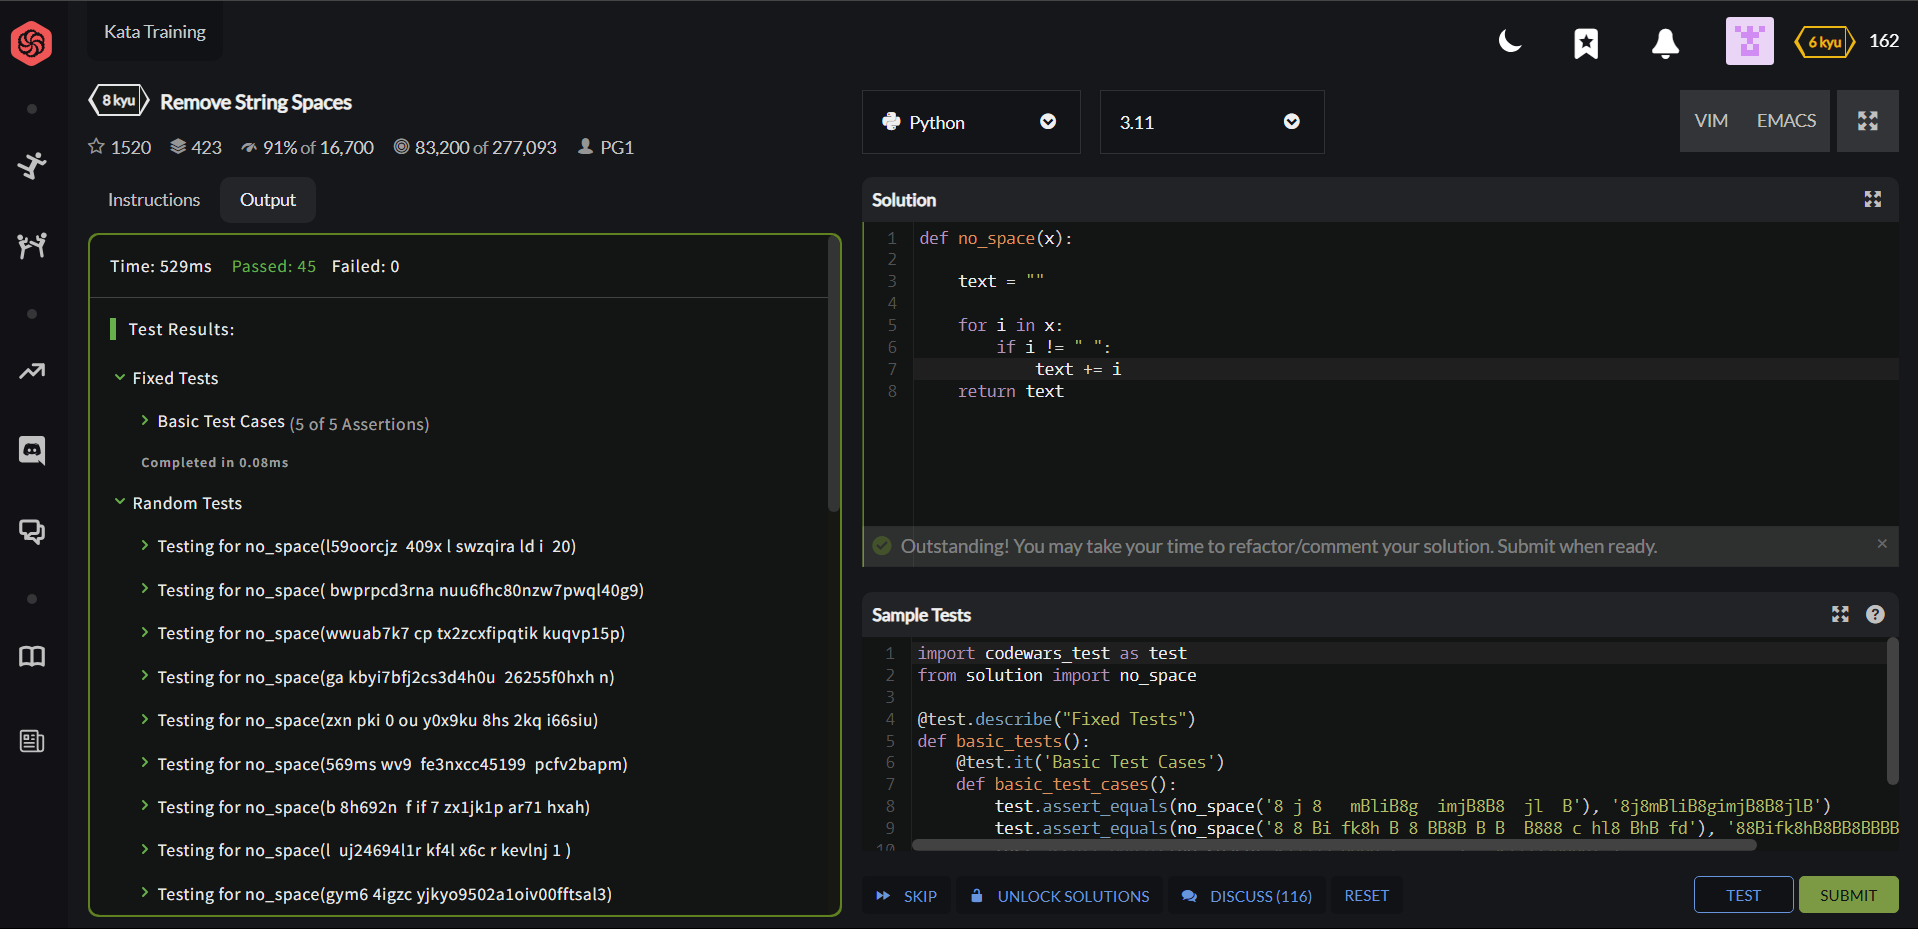 Kata Training
6 kyu 162
8 kyu Remove String Spaces
1520 423 91% of 16,700 83,200 of 277,093 PG1
Python 3.11 VIM EMACS
Instructions Output
Time: 529ms Passed: 45 Failed: 0
Test Results:
Fixed Tests
Basic Test Cases (5 of 5 Assertions)
Completed in 0.08ms
Random Tests
Testing for no_space(l59oorcjz  409x l swzqira ld i  20)
Testing for no_space( bwprpcd3rna nuu6fhc80nzw7pwql40g9)
Testing for no_space(wwuab7k7 cp tx2zcxfipqtik kuqvp15p)
Testing for no_space(ga kbyi7bfj2cs3d4h0u  26255f0hxh n)
Testing for no_space(zxn pki 0 ou y0x9ku 8hs 2kq i66siu)
Testing for no_space(569ms wv9  fe3nxcc45199  pcfv2bapm)
Testing for no_space(b 8h692n  f if 7 zx1jk1p ar71 hxah)
Testing for no_space(l  uj24694l1r kf4l x6c r kevlnj 1 )
Testing for no_space(gym6 4igzc yjkyo9502a1oiv00fftsal3)
Solution
1 def no_space(x):
2
3     text = ""
4
5     for i in x:
6         if i != " ":
7             text += i
8     return text
Outstanding! You may take your time to refactor/comment your solution. Submit when ready.
Sample Tests
1 import codewars_test as test
2 from solution import no_space
3
4 @test.describe("Fixed Tests")
5 def basic_tests():
6     @test.it('Basic Test Cases')
7     def basic_test_cases():
8         test.assert_equals(no_space('8 j 8   mBliB8g  imjB8B8  jl  B'), '8j8mBliB8gimjB8B8jlB')
9         test.assert_equals(no_space('8 8 Bi fk8h B 8 BB8B B B  B888 c hl8 BhB fd'), '88Bifk8hB8BB8BBBB
10
SKIP UNLOCK SOLUTIONS DISCUSS (116) RESET TEST SUBMIT